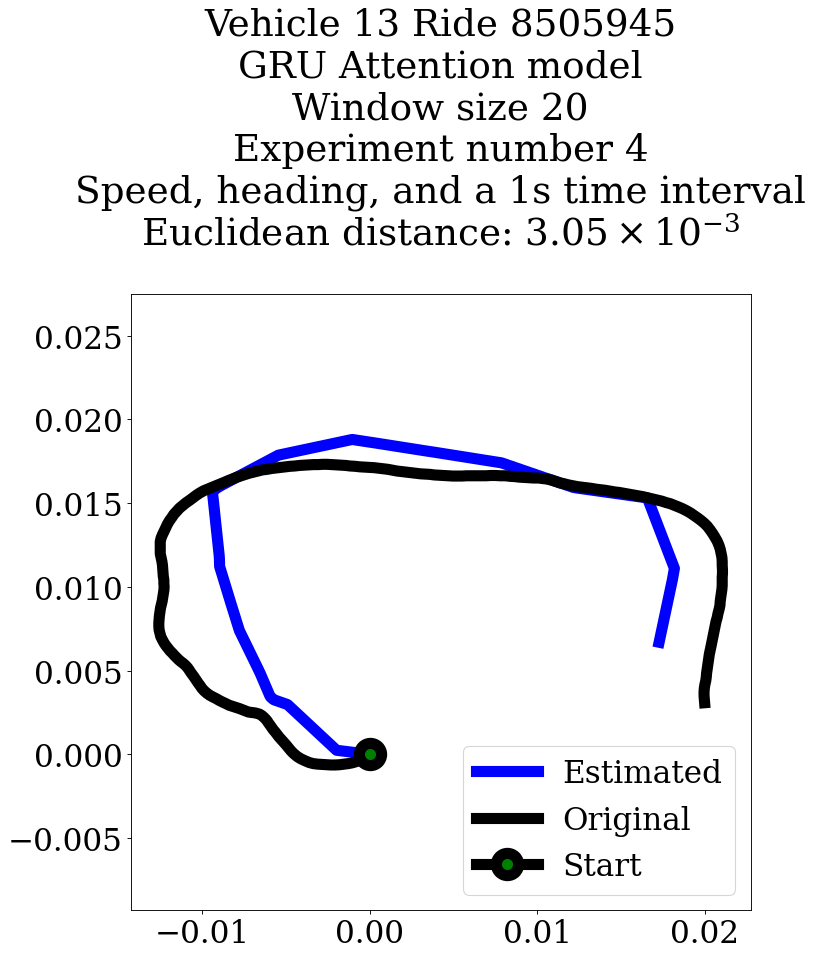 Vehicle 13 Ride 8505945
GRU Attention model
Window size 20
Experiment number 4
Speed, heading, and a 1s time interval
Euclidean distance: 3.05 × 10⁻³
0.025
0.020
0.015
0.010
0.005
0.000
−0.005
−0.01 0.00 0.01 0.02
Estimated
Original
Start